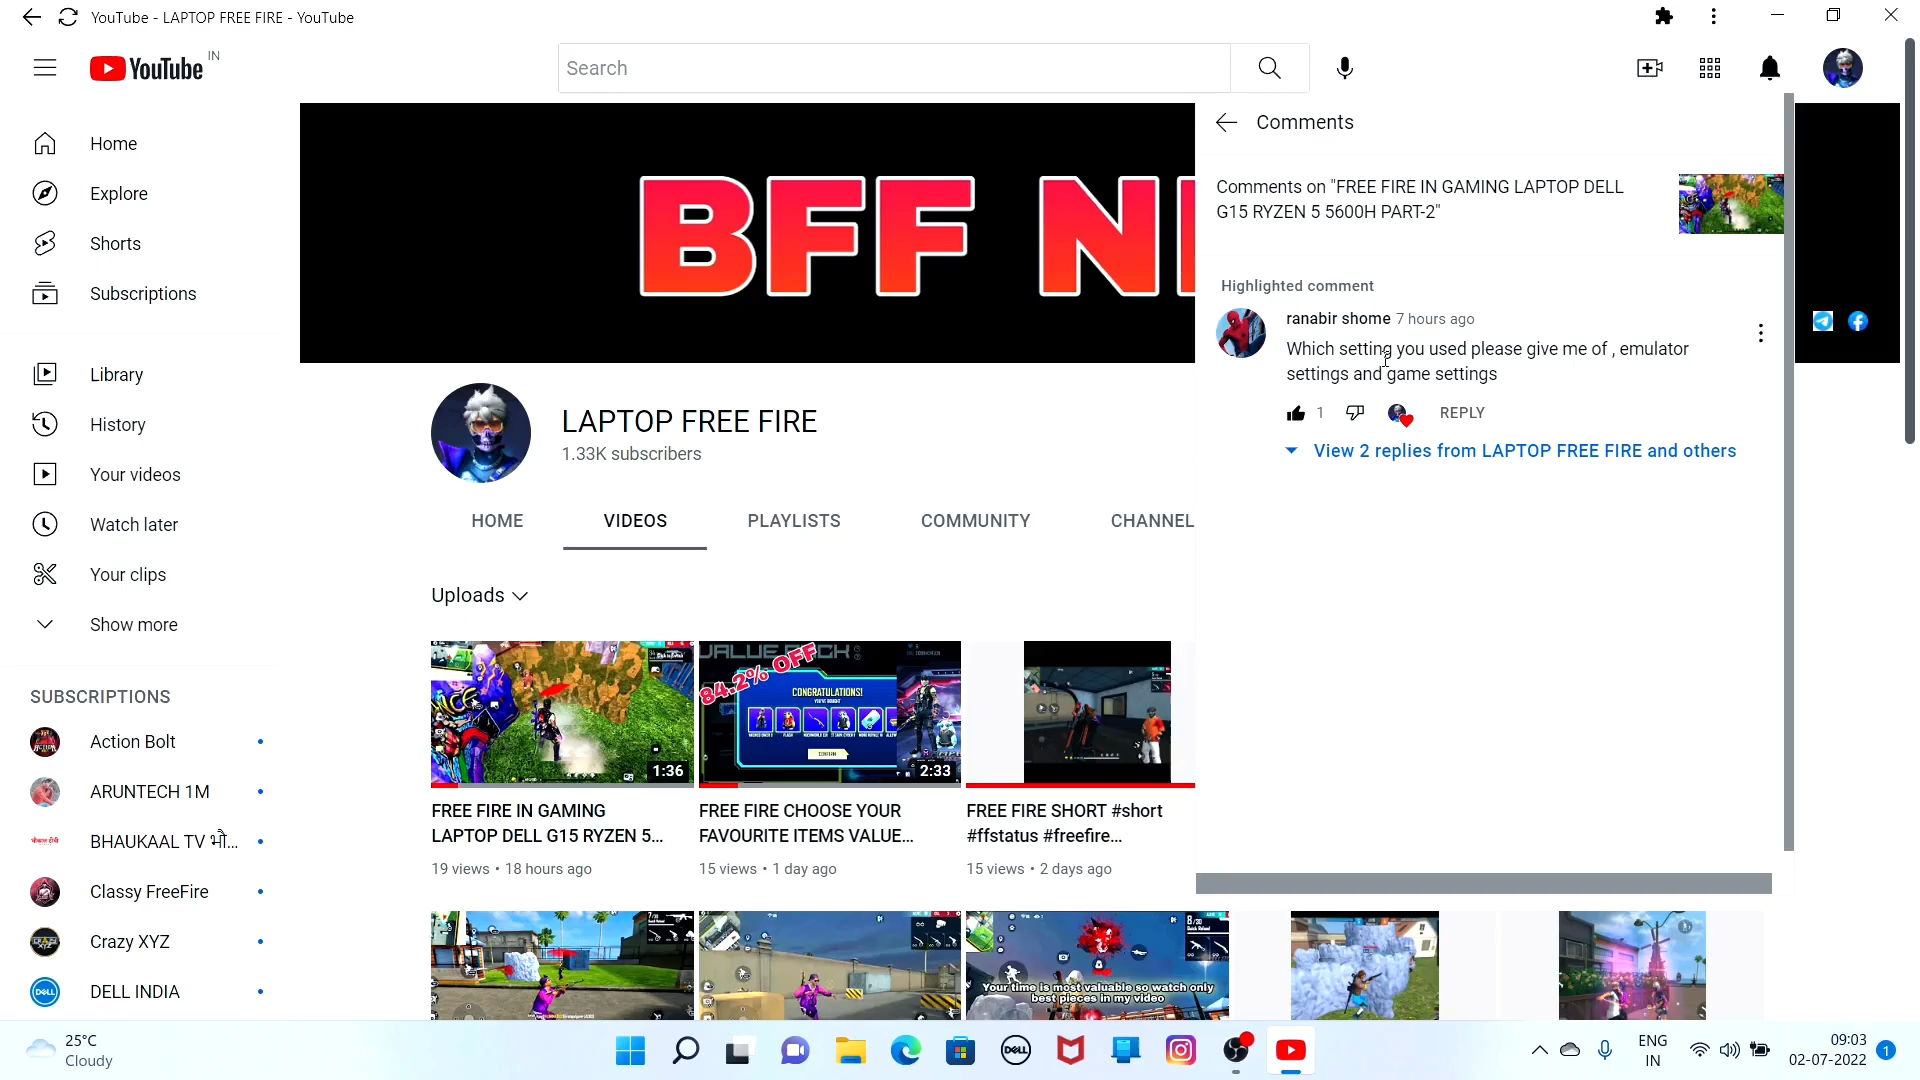 YouTube - LAPTOP FREE FIRE - YouTube
YouTube IN
Search
Home
Explore
Shorts
Subscriptions
Library
History
Your videos
Watch later
Your clips
Show more
SUBSCRIPTIONS
Action Bolt
ARUNTECH 1M
BHAUKAAL TV भौ...
Classy FreeFire
Crazy XYZ
DELL INDIA
BFF N
LAPTOP FREE FIRE
1.33K subscribers
HOME VIDEOS PLAYLISTS COMMUNITY CHANNEL
Uploads
1:36
FREE FIRE IN GAMING
LAPTOP DELL G15 RYZEN 5...
19 views • 18 hours ago
84.2% OFF
CONGRATULATIONS!
CONFIRM
2:33
FREE FIRE CHOOSE YOUR
FAVOURITE ITEMS VALUE...
15 views • 1 day ago
FREE FIRE SHORT #short
#ffstatus #freefire...
15 views • 2 days ago
Your time is most valuable so watch only
best pieces in my video
Comments
Comments on "FREE FIRE IN GAMING LAPTOP DELL
G15 RYZEN 5 5600H PART-2"
Highlighted comment
ranabir shome 7 hours ago
Which setting you used please give me of , emulator
settings and game settings
1 REPLY
View 2 replies from LAPTOP FREE FIRE and others
25°C
Cloudy
DELL
ENG
IN
09:03
02-07-2022
1